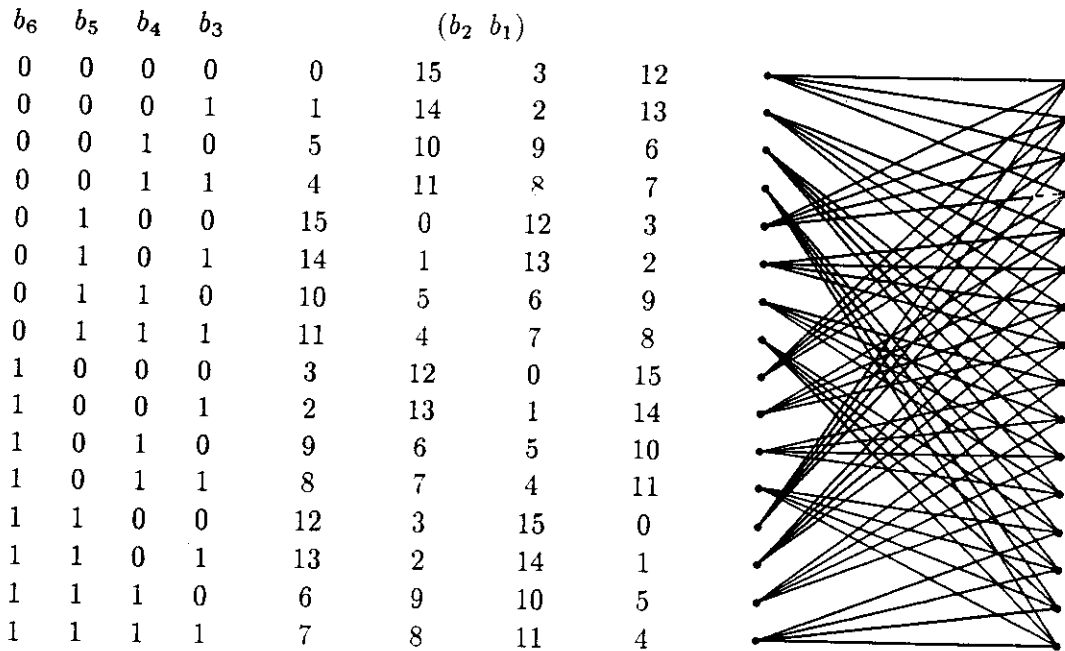 b6 b5 b4 b3 (b2 b1)
0 0 0 0 0 15 3 12
0 0 0 1 1 14 2 13
0 0 1 0 5 10 9 6
0 0 1 1 4 11 8 7
0 1 0 0 15 0 12 3
0 1 0 1 14 1 13 2
0 1 1 0 10 5 6 9
0 1 1 1 11 4 7 8
1 0 0 0 3 12 0 15
1 0 0 1 2 13 1 14
1 0 1 0 9 6 5 10
1 0 1 1 8 7 4 11
1 1 0 0 12 3 15 0
1 1 0 1 13 2 14 1
1 1 1 0 6 9 10 5
1 1 1 1 7 8 11 4